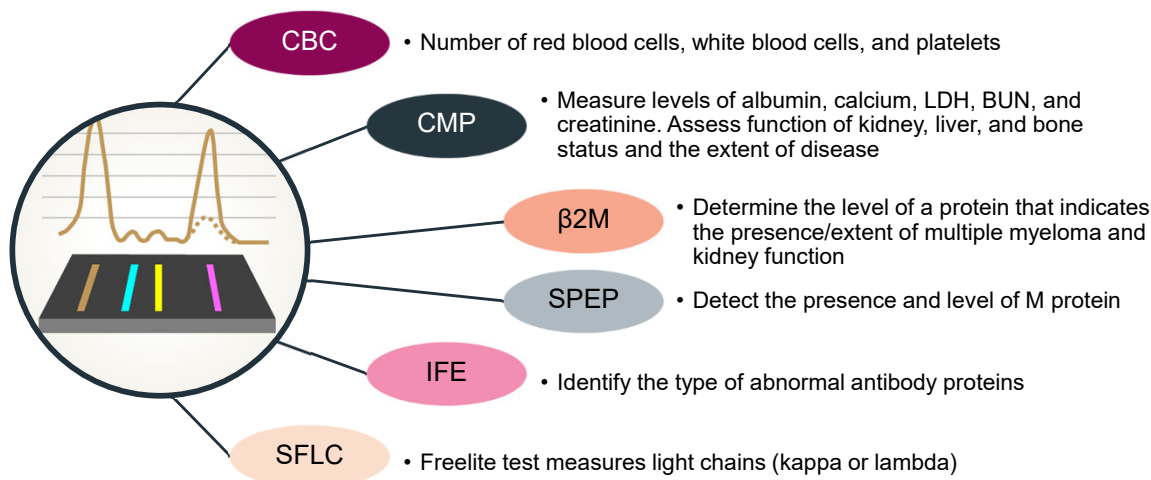 CBC
• Number of red blood cells, white blood cells, and platelets
CMP
• Measure levels of albumin, calcium, LDH, BUN, and
creatinine. Assess function of kidney, liver, and bone
status and the extent of disease
β2M
• Determine the level of a protein that indicates
the presence/extent of multiple myeloma and
kidney function
SPEP
• Detect the presence and level of M protein
IFE
• Identify the type of abnormal antibody proteins
SFLC
• Freelite test measures light chains (kappa or lambda)